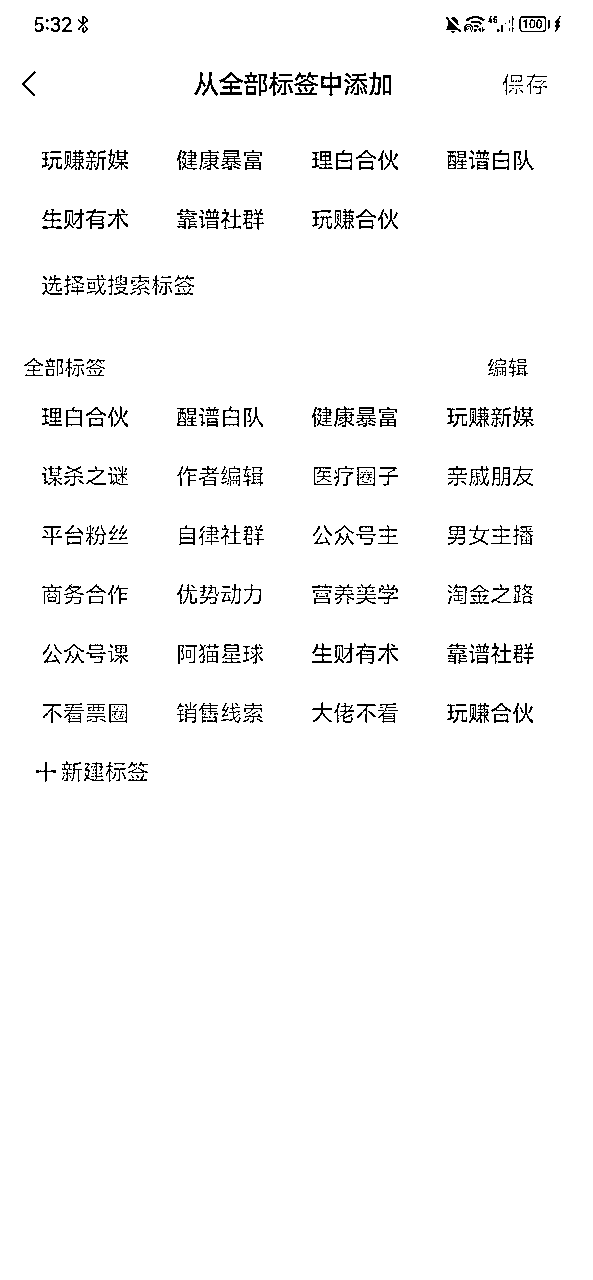 5:32
4G
100
从全部标签中添加 保存
玩赚新媒 健康暴富 理白合伙 醒谱白队
生财有术 靠谱社群 玩赚合伙
选择或搜索标签
全部标签 编辑
理白合伙 醒谱白队 健康暴富 玩赚新媒
谋杀之谜 作者编辑 医疗圈子 亲戚朋友
平台粉丝 自律社群 公众号主 男女主播
商务合作 优势动力 营养美学 淘金之路
公众号课 阿猫星球 生财有术 靠谱社群
不看票圈 销售线索 大佬不看 玩赚合伙
+新建标签